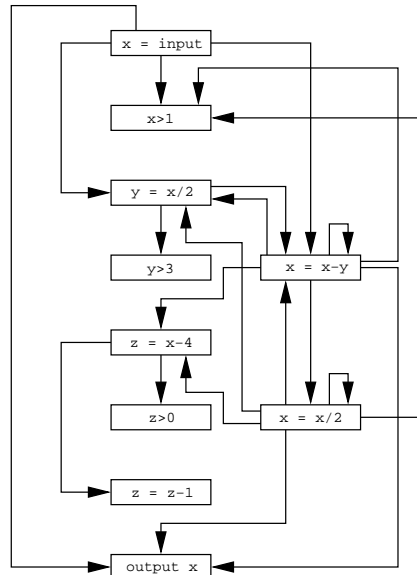 x = input
x>1
y = x/2
y>3
x = x-y
z = x-4
z>0
x = x/2
z = z-1
output x